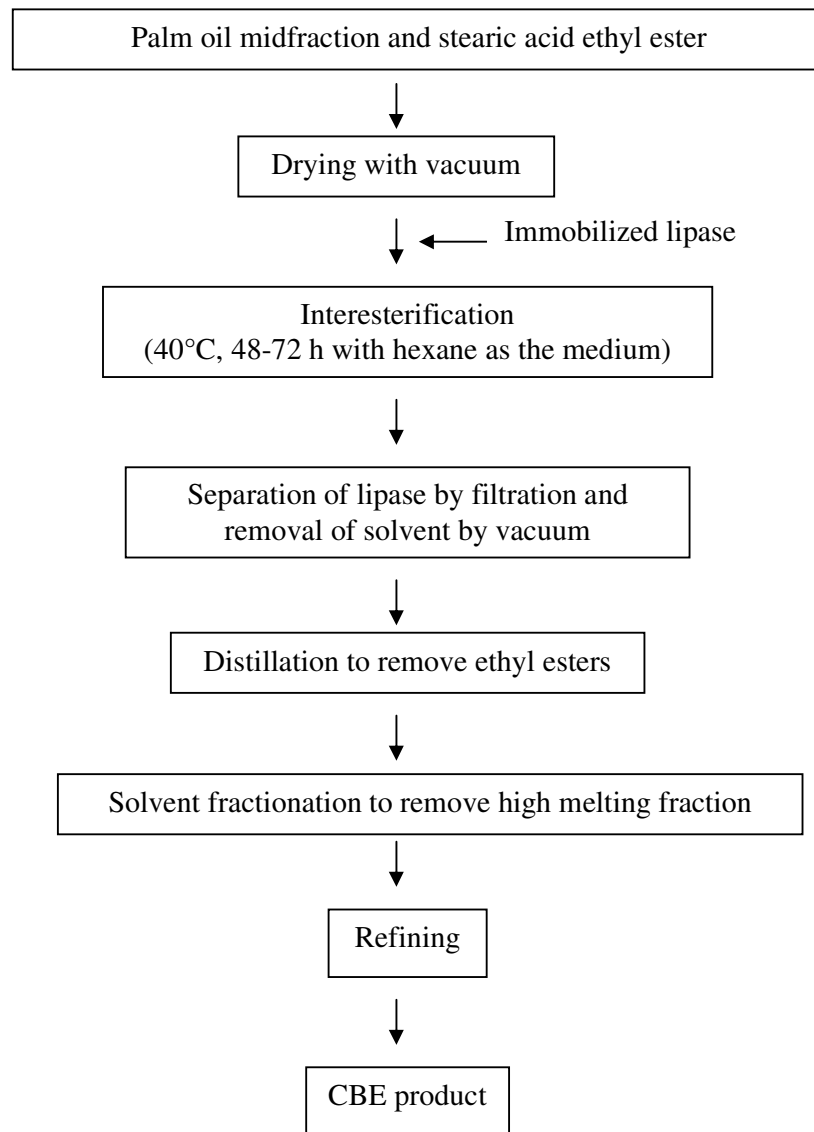 Palm oil midfraction and stearic acid ethyl ester
Drying with vacuum
Immobilized lipase
Interesterification
(40°C, 48-72 h with hexane as the medium)
Separation of lipase by filtration and
removal of solvent by vacuum
Distillation to remove ethyl esters
Solvent fractionation to remove high melting fraction
Refining
CBE product